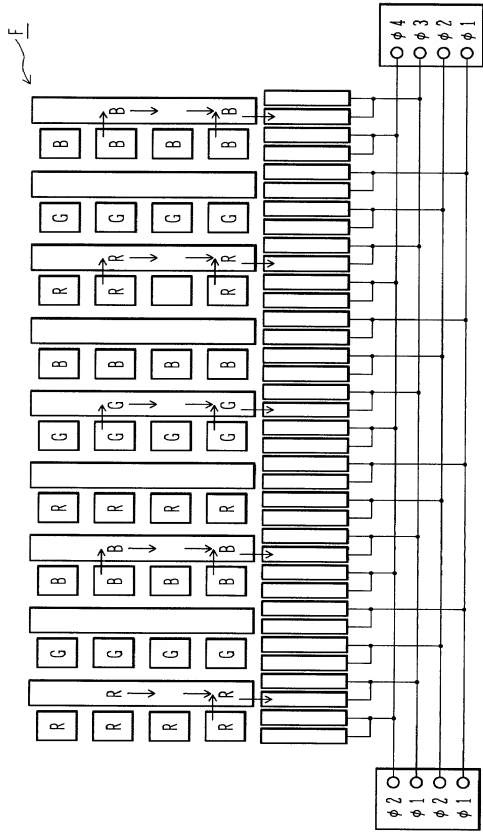 F
R G B R G B R G B
R R G B B R G G B R R G B B
R G B R G B G B
R R G B B R G G B R R G B B
φ2 φ4
φ1 φ3
φ2 φ2
φ1 φ1